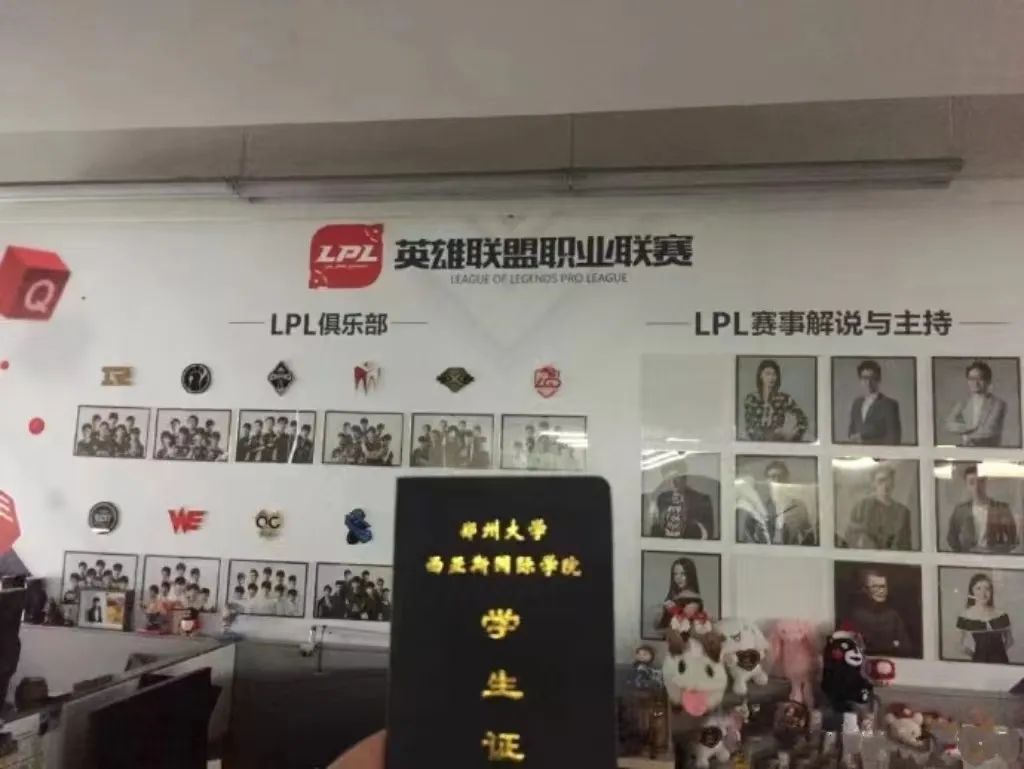 LPL
英雄联盟职业联赛
LEAGUE OF LEGENDS PRO LEAGUE
LPL俱乐部
LPL赛事解说与主持
Q
WE
郑州大学
西亚斯国际学院
学
生
证